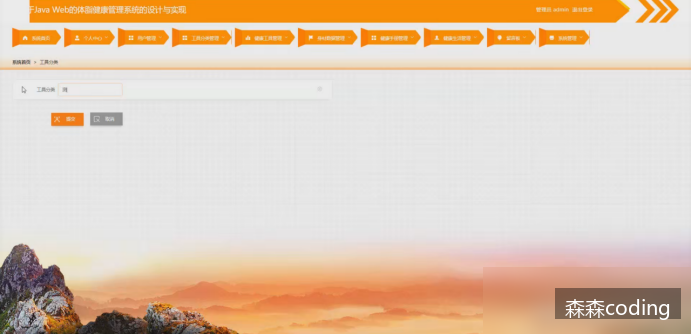 于Java Web的体脂健康管理系统的设计与实现
管理员 admin 退出登录
系统首页 个人中心 用户管理 工具分类管理 健康工具管理 身材数据管理 健康手册管理 健康生活管理 留言板 系统管理
系统首页 > 工具分类
工具分类
提交 取消
森森coding